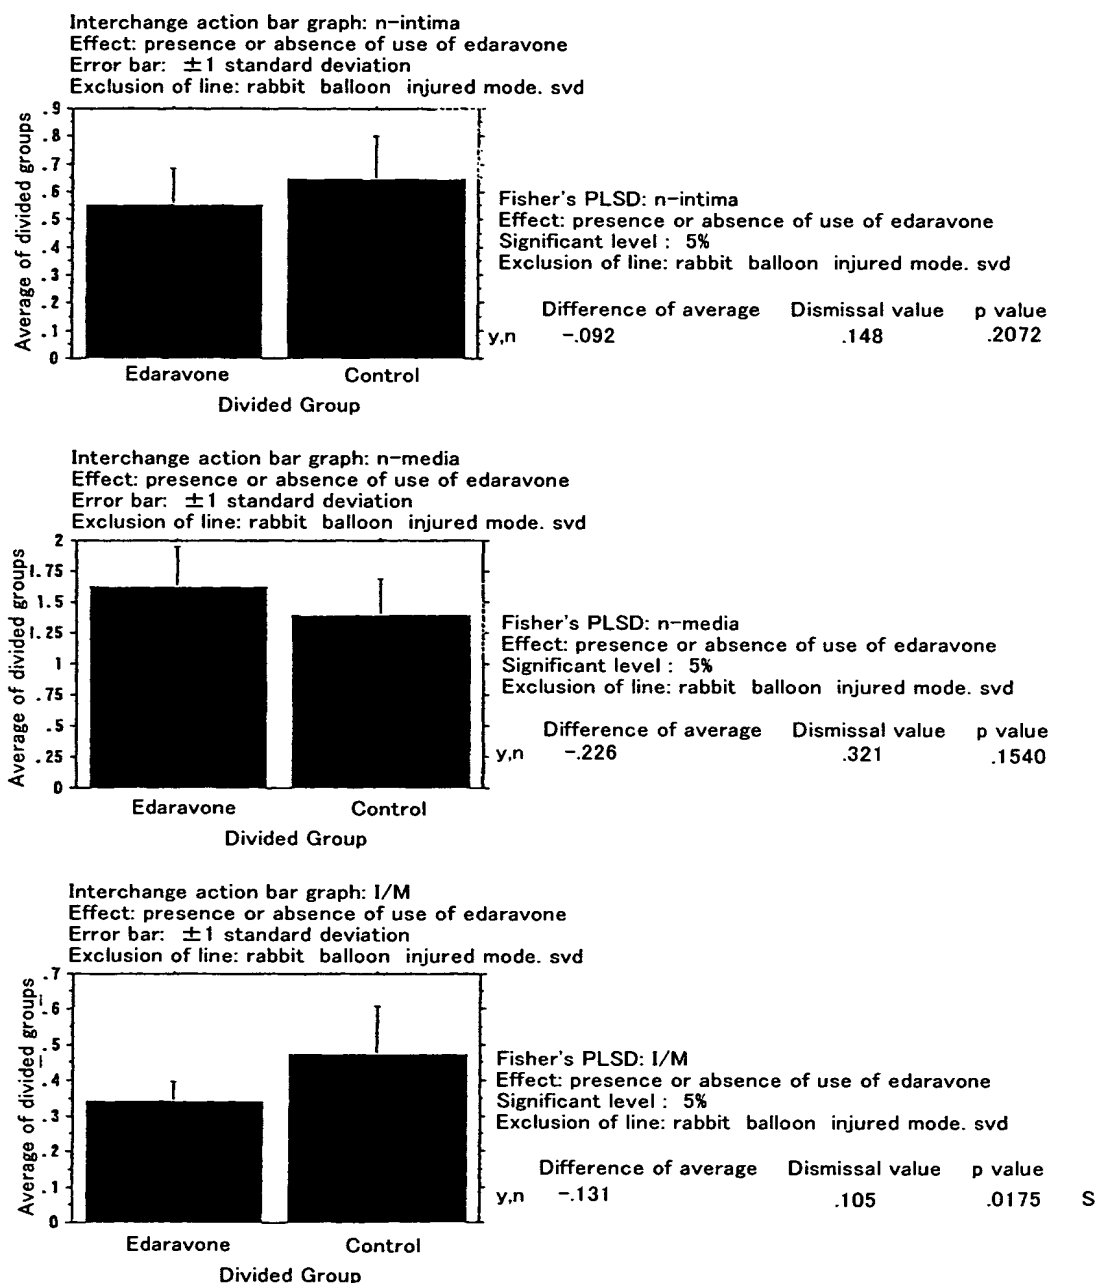 Interchange action bar graph: n-intima
Effect: presence or absence of use of edaravone
Error bar: ±1 standard deviation
Exclusion of line: rabbit balloon injured mode. svd
Average of divided groups
.9
.8
.7
.6
.5
.4
.3
.2
.1
0
Edaravone Control
Divided Group
Fisher's PLSD: n-intima
Effect: presence or absence of use of edaravone
Significant level : 5%
Exclusion of line: rabbit balloon injured mode. svd
Difference of average Dismissal value p value
y,n -.092 .148 .2072
Interchange action bar graph: n-media
Effect: presence or absence of use of edaravone
Error bar: ±1 standard deviation
Exclusion of line: rabbit balloon injured mode. svd
Average of divided groups
2
1.75
1.5
1.25
1
.75
.5
.25
0
Edaravone Control
Divided Group
Fisher's PLSD: n-media
Effect: presence or absence of use of edaravone
Significant level : 5%
Exclusion of line: rabbit balloon injured mode. svd
Difference of average Dismissal value p value
y,n -.226 .321 .1540
Interchange action bar graph: I/M
Effect: presence or absence of use of edaravone
Error bar: ±1 standard deviation
Exclusion of line: rabbit balloon injured mode. svd
Average of divided groups
.7
.6
.5
.4
.3
.2
.1
0
Edaravone Control
Divided Group
Fisher's PLSD: I/M
Effect: presence or absence of use of edaravone
Significant level : 5%
Exclusion of line: rabbit balloon injured mode. svd
Difference of average Dismissal value p value
y,n -.131 .105 .0175 S